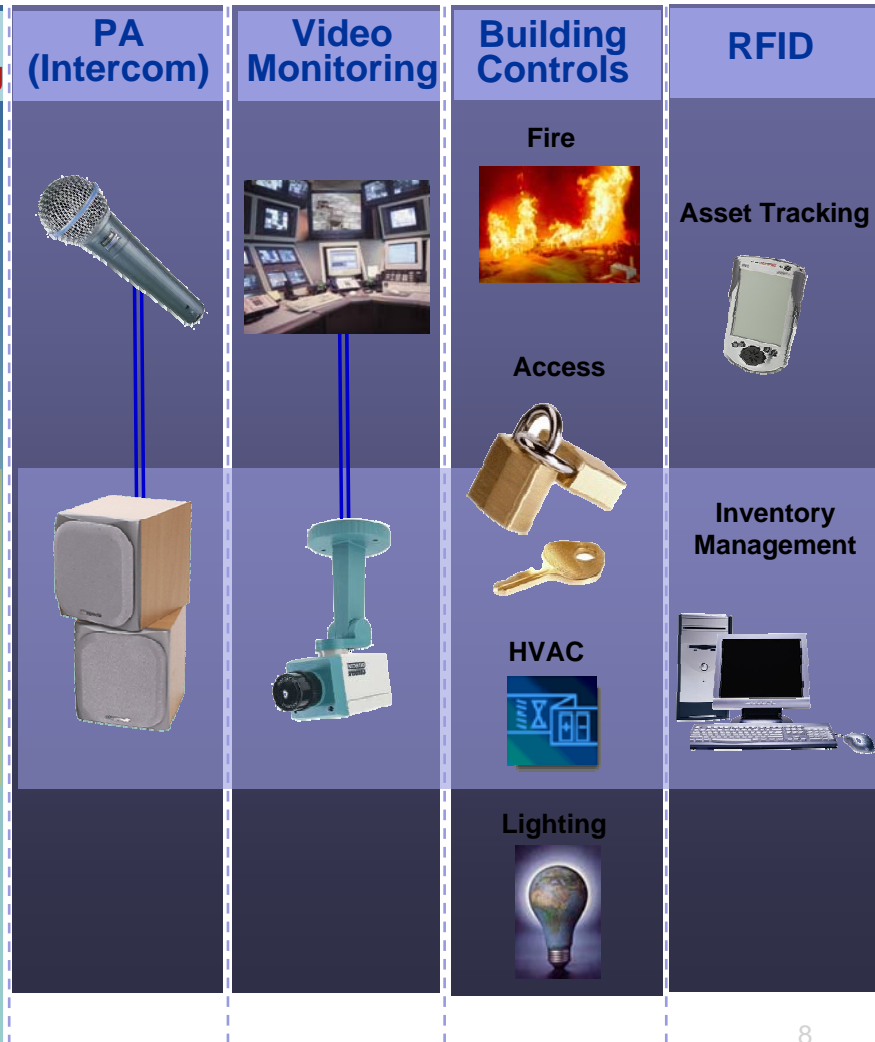 PA
(Intercom)
Video
Monitoring
Building
Controls
RFID
Fire
Access
HVAC
Lighting
Asset Tracking
Inventory
Management
8